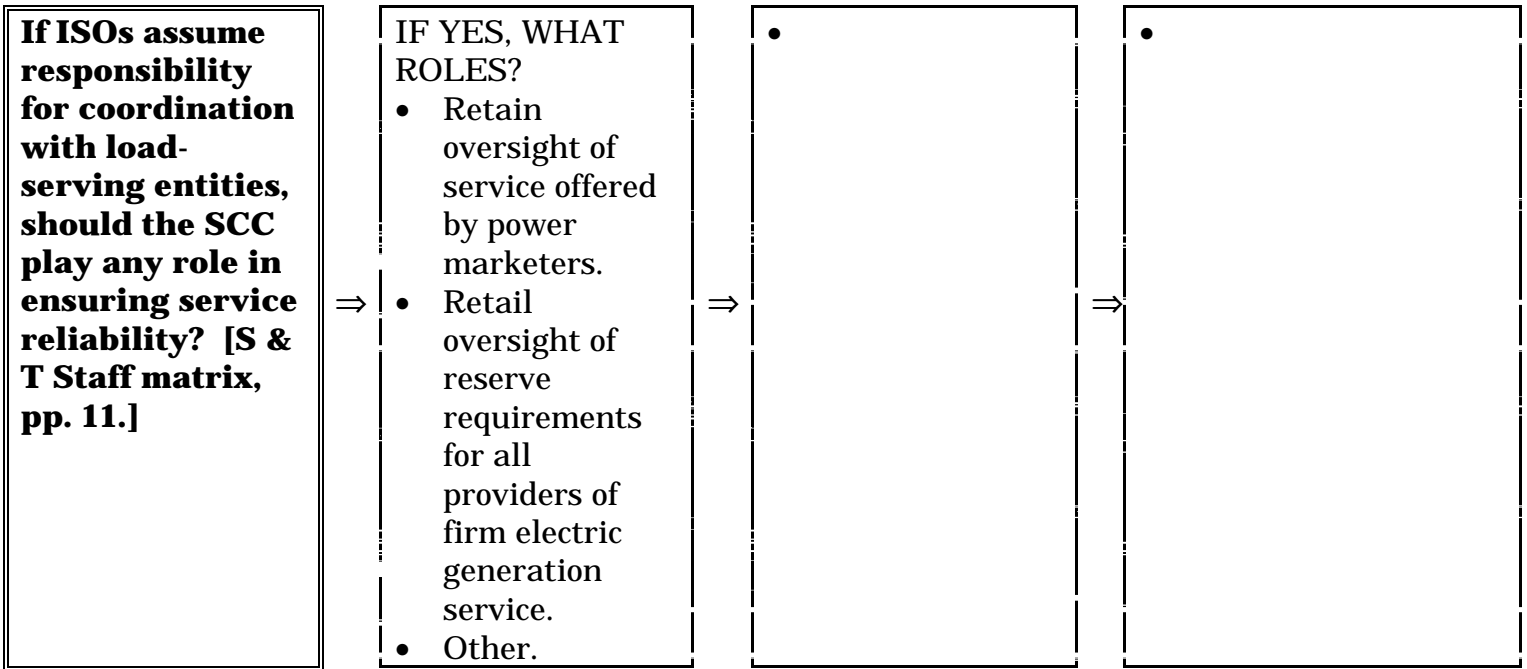 If ISOs assume
responsibility
for coordination
with load-
serving entities,
should the SCC
play any role in
ensuring service
reliability?  [S &
T Staff matrix,
pp. 11.]
⇒
IF YES, WHAT
ROLES?
• Retain
oversight of
service offered
by power
marketers.
• Retail
oversight of
reserve
requirements
for all
providers of
firm electric
generation
service.
• Other.
⇒
•
⇒
•